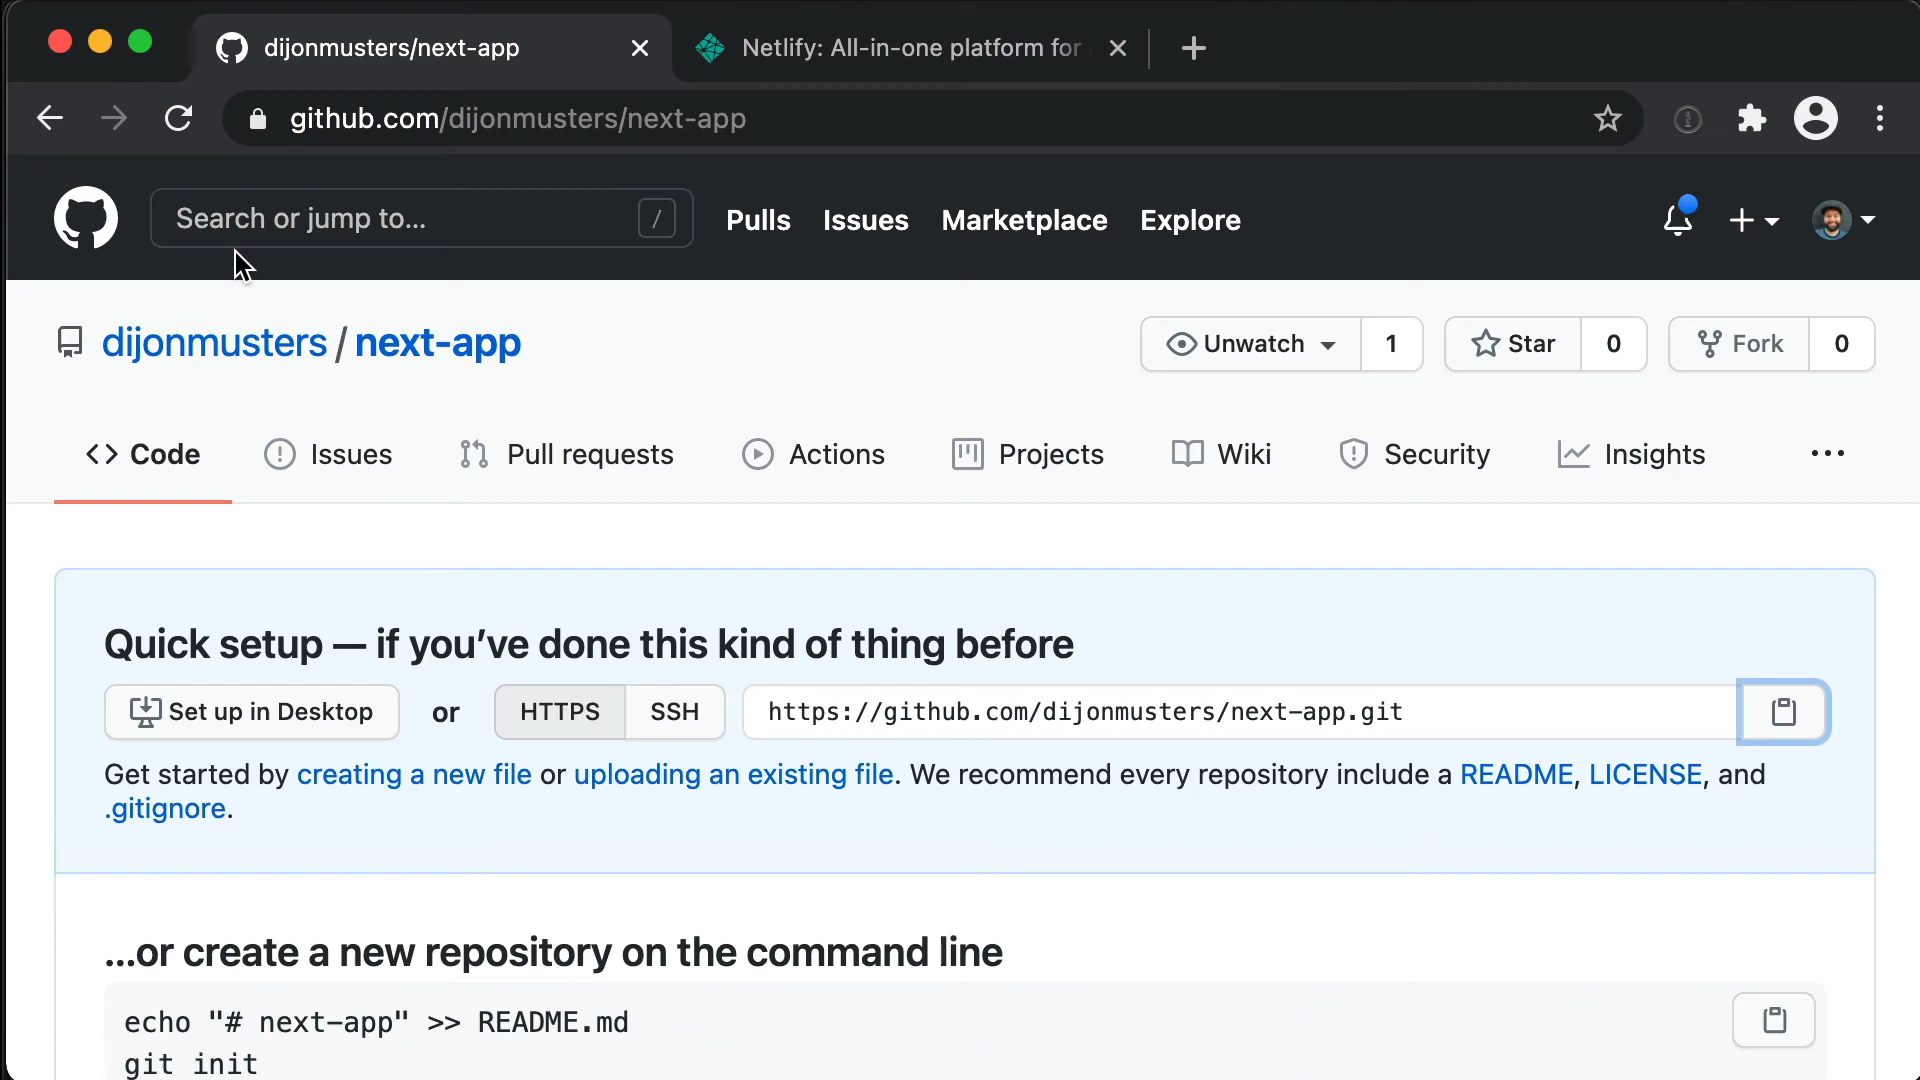 dijonmusters/next-app
Netlify: All-in-one platform for
github.com/dijonmusters/next-app
Search or jump to...
/
Pulls
Issues
Marketplace
Explore
dijonmusters / next-app
Unwatch
1
Star
0
Fork
0
Code
Issues
Pull requests
Actions
Projects
Wiki
Security
Insights
Quick setup — if you’ve done this kind of thing before
Set up in Desktop
or
HTTPS
SSH
https://github.com/dijonmusters/next-app.git
Get started by creating a new file or uploading an existing file. We recommend every repository include a README, LICENSE, and
.gitignore.
...or create a new repository on the command line
echo "# next-app" >> README.md
git init